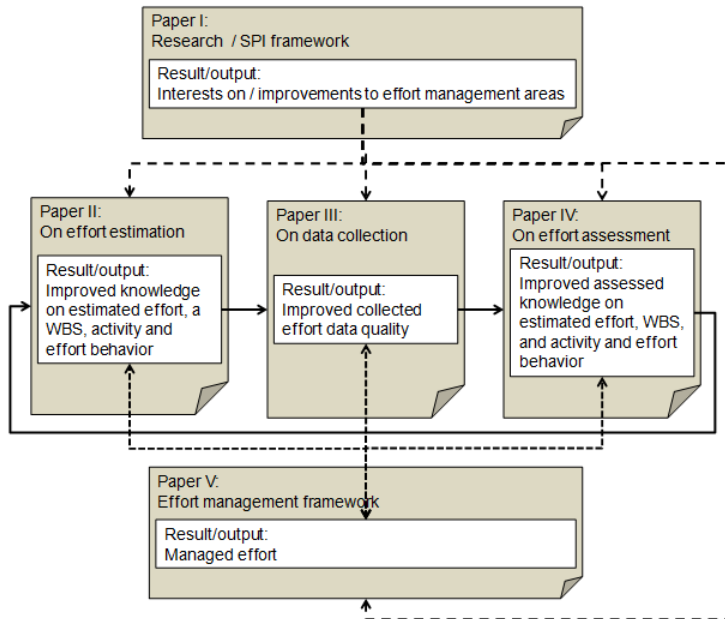 Paper I:
Research / SPI framework
Result/output:
Interests on / improvements to effort management areas
Paper II:
On effort estimation
Result/output:
Improved knowledge
on estimated effort, a
WBS, activity and
effort behavior
Paper III:
On data collection
Result/output:
Improved collected
effort data quality
Paper IV:
On effort assessment
Result/output:
Improved assessed
knowledge on
estimated effort, WBS,
and activity and effort
behavior
Paper V:
Effort management framework
Result/output:
Managed effort